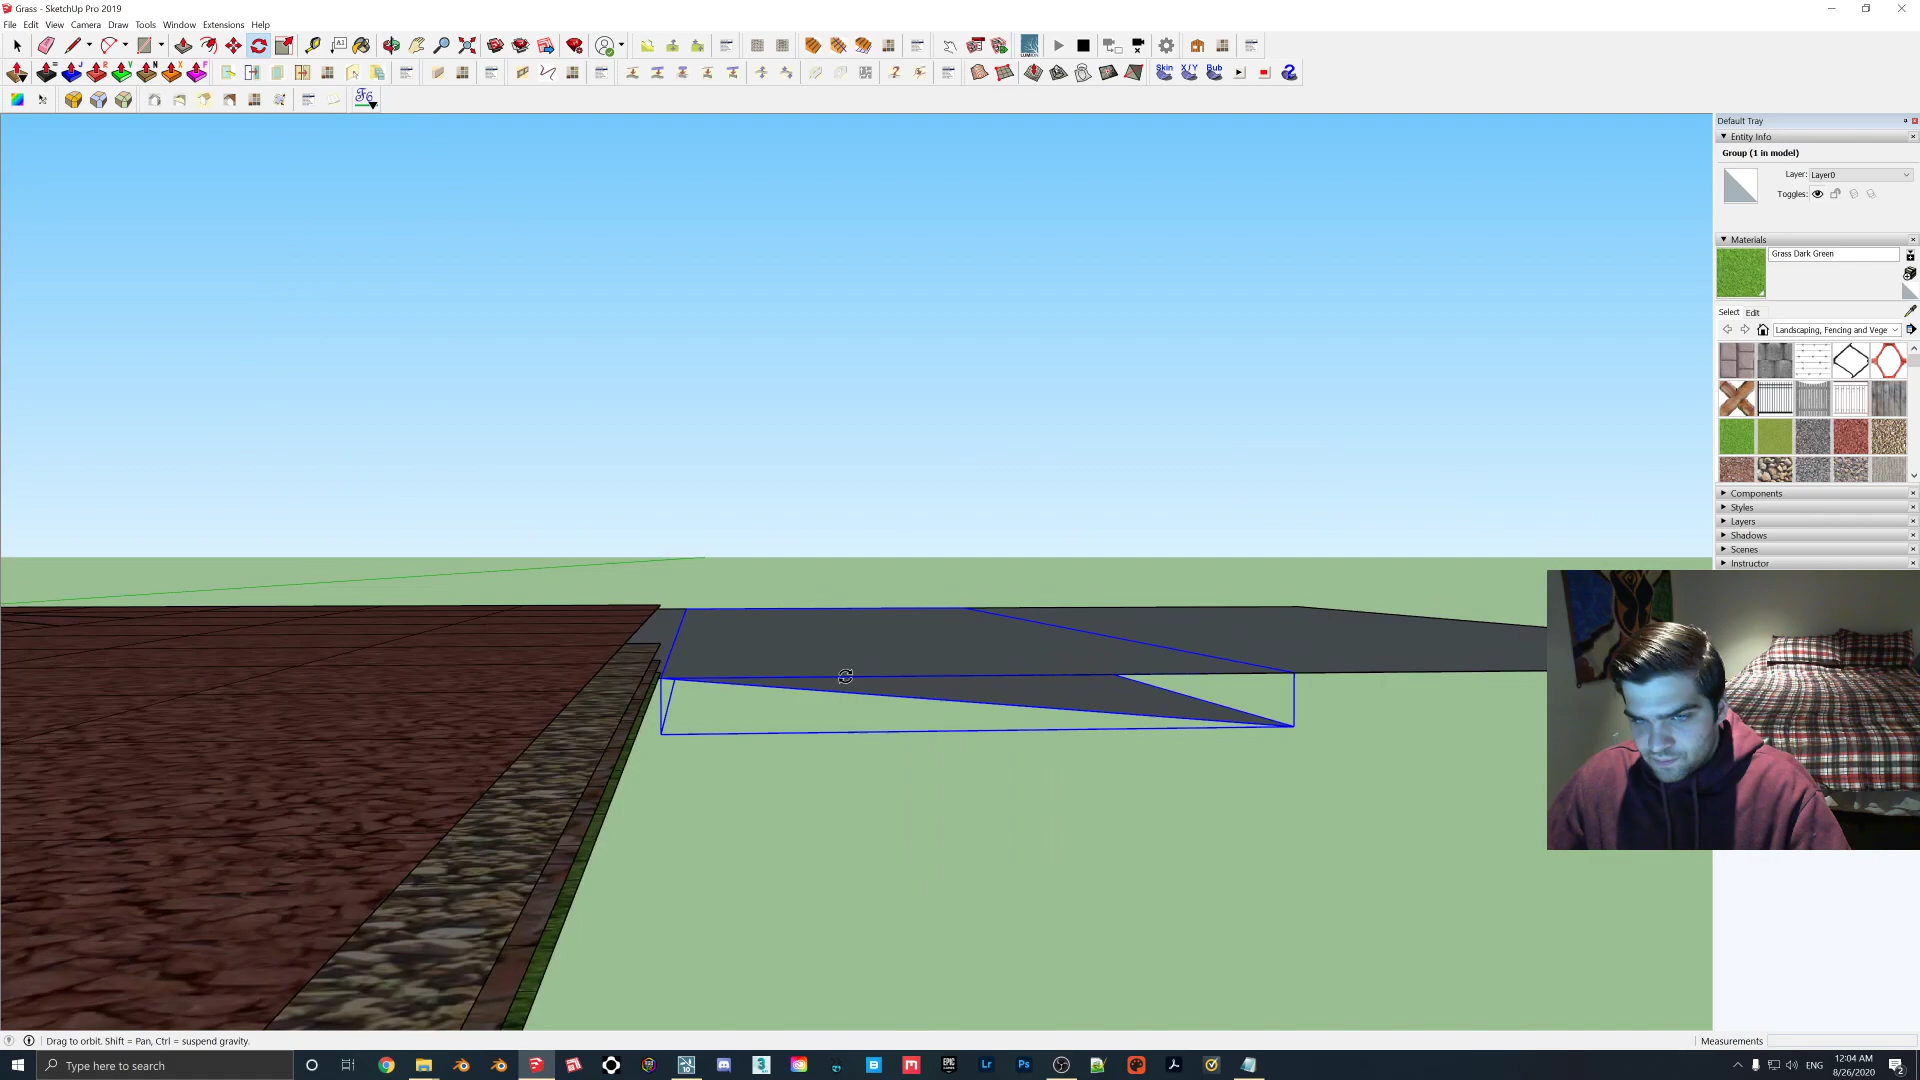 Grass - SketchUp Pro 2019
File Edit View Camera Draw Tools Window Extensions Help
Default Tray
Entity Info
Group (1 in model)
Layer: Layer0
Toggles:
Materials
Grass Dark Green
Select Edit
Landscaping, Fencing and Vege
Components
Styles
Layers
Shadows
Scenes
Instructor
Skin X/Y Bub
Drag to orbit. Shift = Pan, Ctrl = suspend gravity.
Measurements
Type here to search
ENG
12:04 AM
8/26/2020